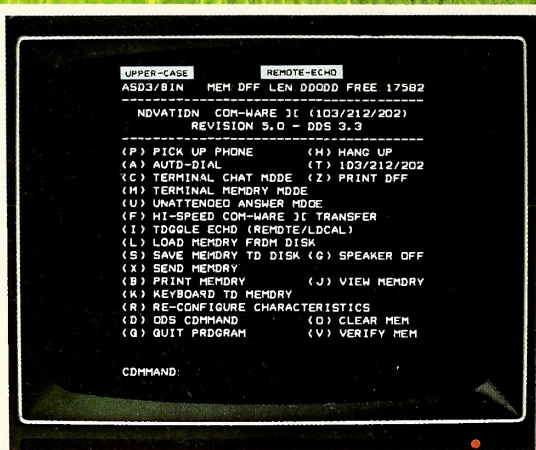 UPPER-CASE REMOTE-ECHO
ASD3/BIN MEM:OFF LEN:00000 FREE:17582
NOVATION COM-WARE ][ (103/212/202)
REVISION 5.0 - DOS 3.3
(P) PICK UP PHONE (H) HANG UP
(A) AUTO-DIAL (T) 103/212/202
(C) TERMINAL CHAT MODE (Z) PRINT OFF
(M) TERMINAL MEMORY MODE
(U) UNATTENDED ANSWER MODE
(F) HI-SPEED COM-WARE ][ TRANSFER
(I) TOGGLE ECHO (REMOTE/LOCAL)
(L) LOAD MEMORY FROM DISK
(S) SAVE MEMORY TO DISK (G) SPEAKER OFF
(X) SEND MEMORY
(B) PRINT MEMORY (J) VIEW MEMORY
(K) KEYBOARD TO MEMORY
(R) RE-CONFIGURE CHARACTERISTICS
(D) DOS COMMAND (O) CLEAR MEM
(Q) QUIT PROGRAM (V) VERIFY MEM
COMMAND: